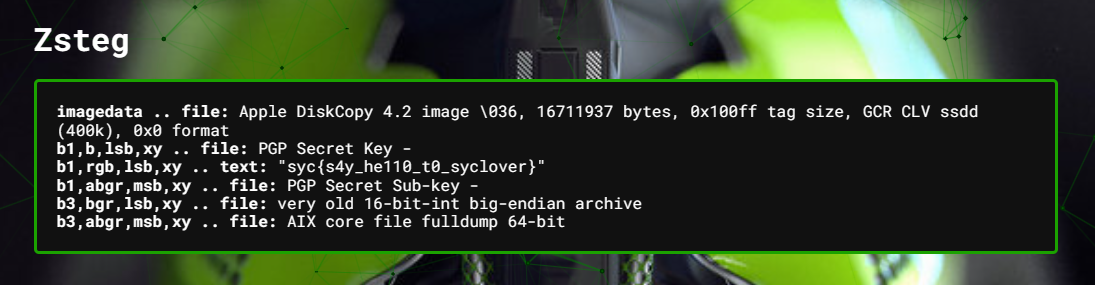 Zsteg
imagedata .. file: Apple DiskCopy 4.2 image \036, 16711937 bytes, 0x100ff tag size, GCR CLV ssdd
(400k), 0x0 format
b1,b,lsb,xy .. file: PGP Secret Key -
b1,rgb,lsb,xy .. text: "syc{s4y_he110_t0_syclover}"
b1,abgr,msb,xy .. file: PGP Secret Sub-key -
b3,bgr,lsb,xy .. file: very old 16-bit-int big-endian archive
b3,abgr,msb,xy .. file: AIX core file fulldump 64-bit